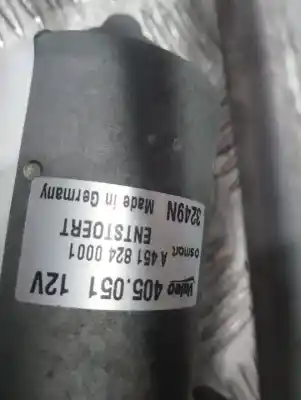 Valeo 405.051 12V
smart A 451 824 0001
ENTSTOERT
3249N Made in Germany